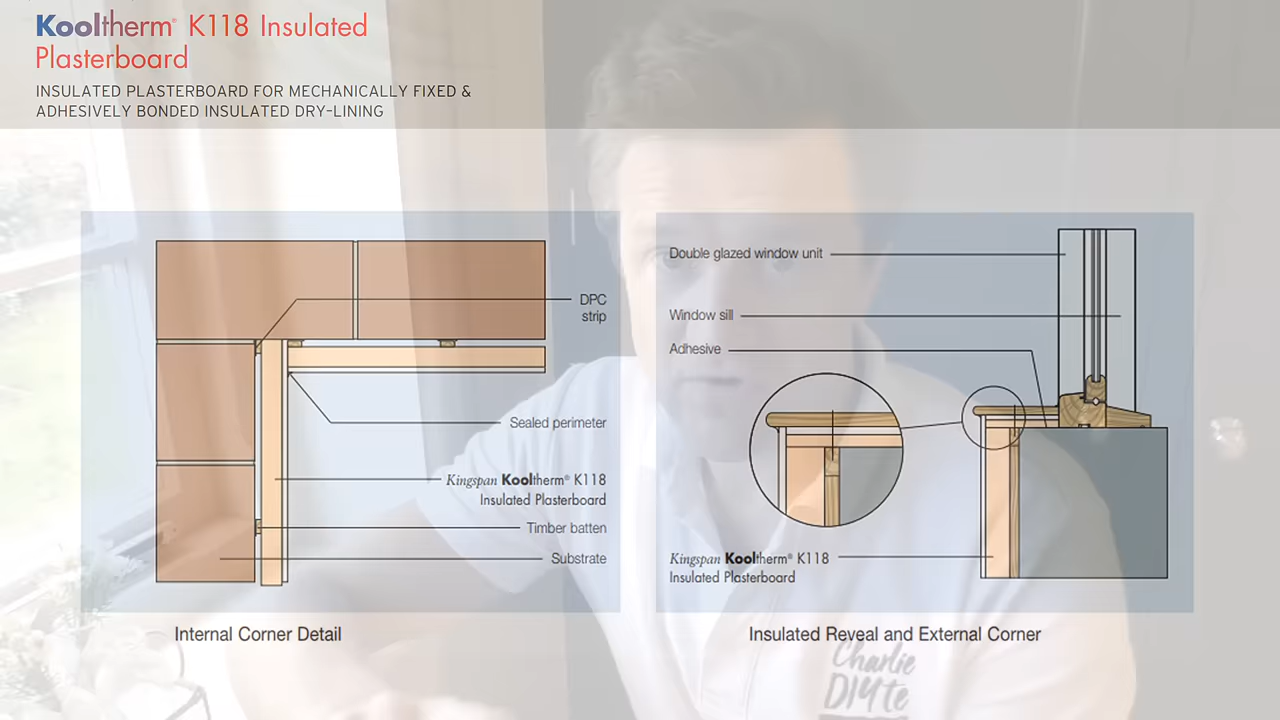 Kooltherm® K118 Insulated
Plasterboard
INSULATED PLASTERBOARD FOR MECHANICALLY FIXED &
ADHESIVELY BONDED INSULATED DRY-LINING
DPC
strip
Sealed perimeter
Kingspan Kooltherm® K118
Insulated Plasterboard
Timber batten
Substrate
Internal Corner Detail
Double glazed window unit
Window sill
Adhesive
Kingspan Kooltherm® K118
Insulated Plasterboard
Insulated Reveal and External Corner
Charlie
DIYte